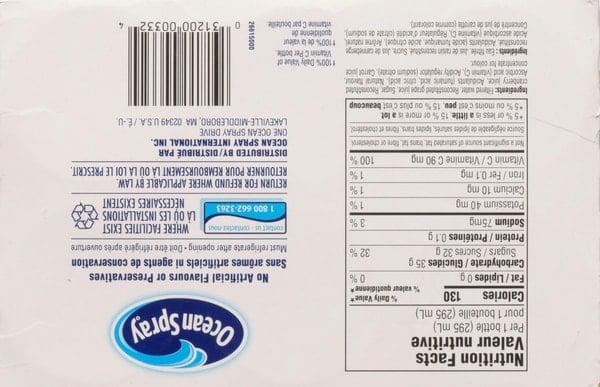 Nutrition Facts
Valeur nutritive
Per 1 bottle (295 mL)
pour 1 bouteille (295 mL)
Calories 130
% Daily Value*
% valeur quotidienne*
Fat / Lipides 0 g 0 %
Carbohydrate / Glucides 35 g
Sugars / Sucres 32 g 32 %
Protein / Protéines 0.1 g
Sodium 75mg 3 %
Potassium 40 mg 1 %
Calcium 10 mg 1 %
Iron / Fer 0.1 mg 1 %
Vitamin C / Vitamine C 90 mg 100 %
Not a significant source of saturated fat, trans fat, fibre or cholesterol.
Source négligeable de lipides saturés, lipides trans, fibres et cholestérol.
*5 % or less is a little, 15 % or more is a lot
*5 % ou moins c'est peu, 15 % ou plus c'est beaucoup
Ingredients: Filtered water, Reconstituted grape juice, Sugar, Reconstituted
cranberry juice, Acidulants (fumaric acid, citric acid), Natural flavour,
Ascorbic acid (vitamin C), Acidity regulator (sodium citrate), Carrot juice
concentrate for colour.
Ingrédients : Eau filtrée, Jus de raisin reconstitué, Sucre, Jus de canneberge
reconstitué, Acidulants (acide fumarique, acide citrique), Arôme naturel,
Acide ascorbique (vitamine C), Régulateur d'acidité (citrate de sodium),
Concentré de jus de carotte (comme colorant).
Ocean Spray®
No Artificial Flavours or Preservatives
Sans arômes artificiels ni agents de conservation
Must refrigerate after opening • Doit être réfrigéré après ouverture
contact us - contactez nous
1 800 662-3263
WHERE FACILITIES EXIST
LÀ OÙ LES INSTALLATIONS
NÉCESSAIRES EXISTENT
RETURN FOR REFUND WHERE APPLICABLE BY LAW.
RETOURNER POUR REMBOURSEMENT LÀ OÙ LA LOI LE PRESCRIT.
DISTRIBUTED BY/DISTRIBUÉ PAR
OCEAN SPRAY INTERNATIONAL INC.
ONE OCEAN SPRAY DRIVE
LAKEVILLE-MIDDLEBORO, MA 02349 U.S.A./É.-U.
0 31200 00332 4
†100% Daily Value of
Vitamin C Per bottle.
†100% de la valeur
quotidienne de
vitamine C par bouteille.